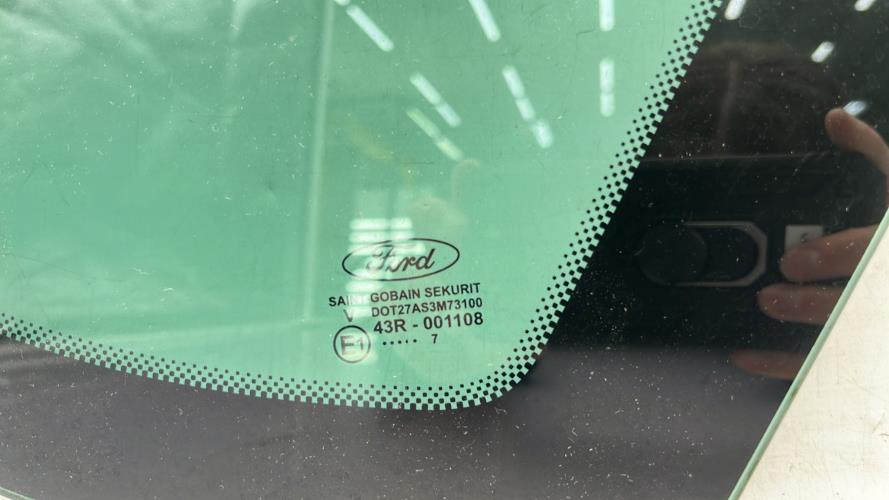 Ford
SAINT GOBAIN SEKURIT
V DOT27AS3M73100
43R - 001108
E1
..... 7